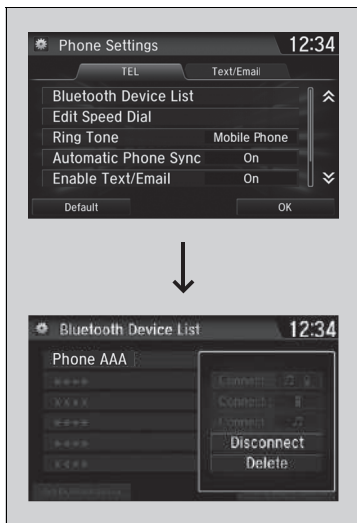 Phone Settings 12:34
TEL Text/Email
Bluetooth Device List
Edit Speed Dial
Ring Tone Mobile Phone
Automatic Phone Sync On
Enable Text/Email On
Default OK
Bluetooth Device List 12:34
Phone AAA
Connect
Connect
Connect
Disconnect
Delete